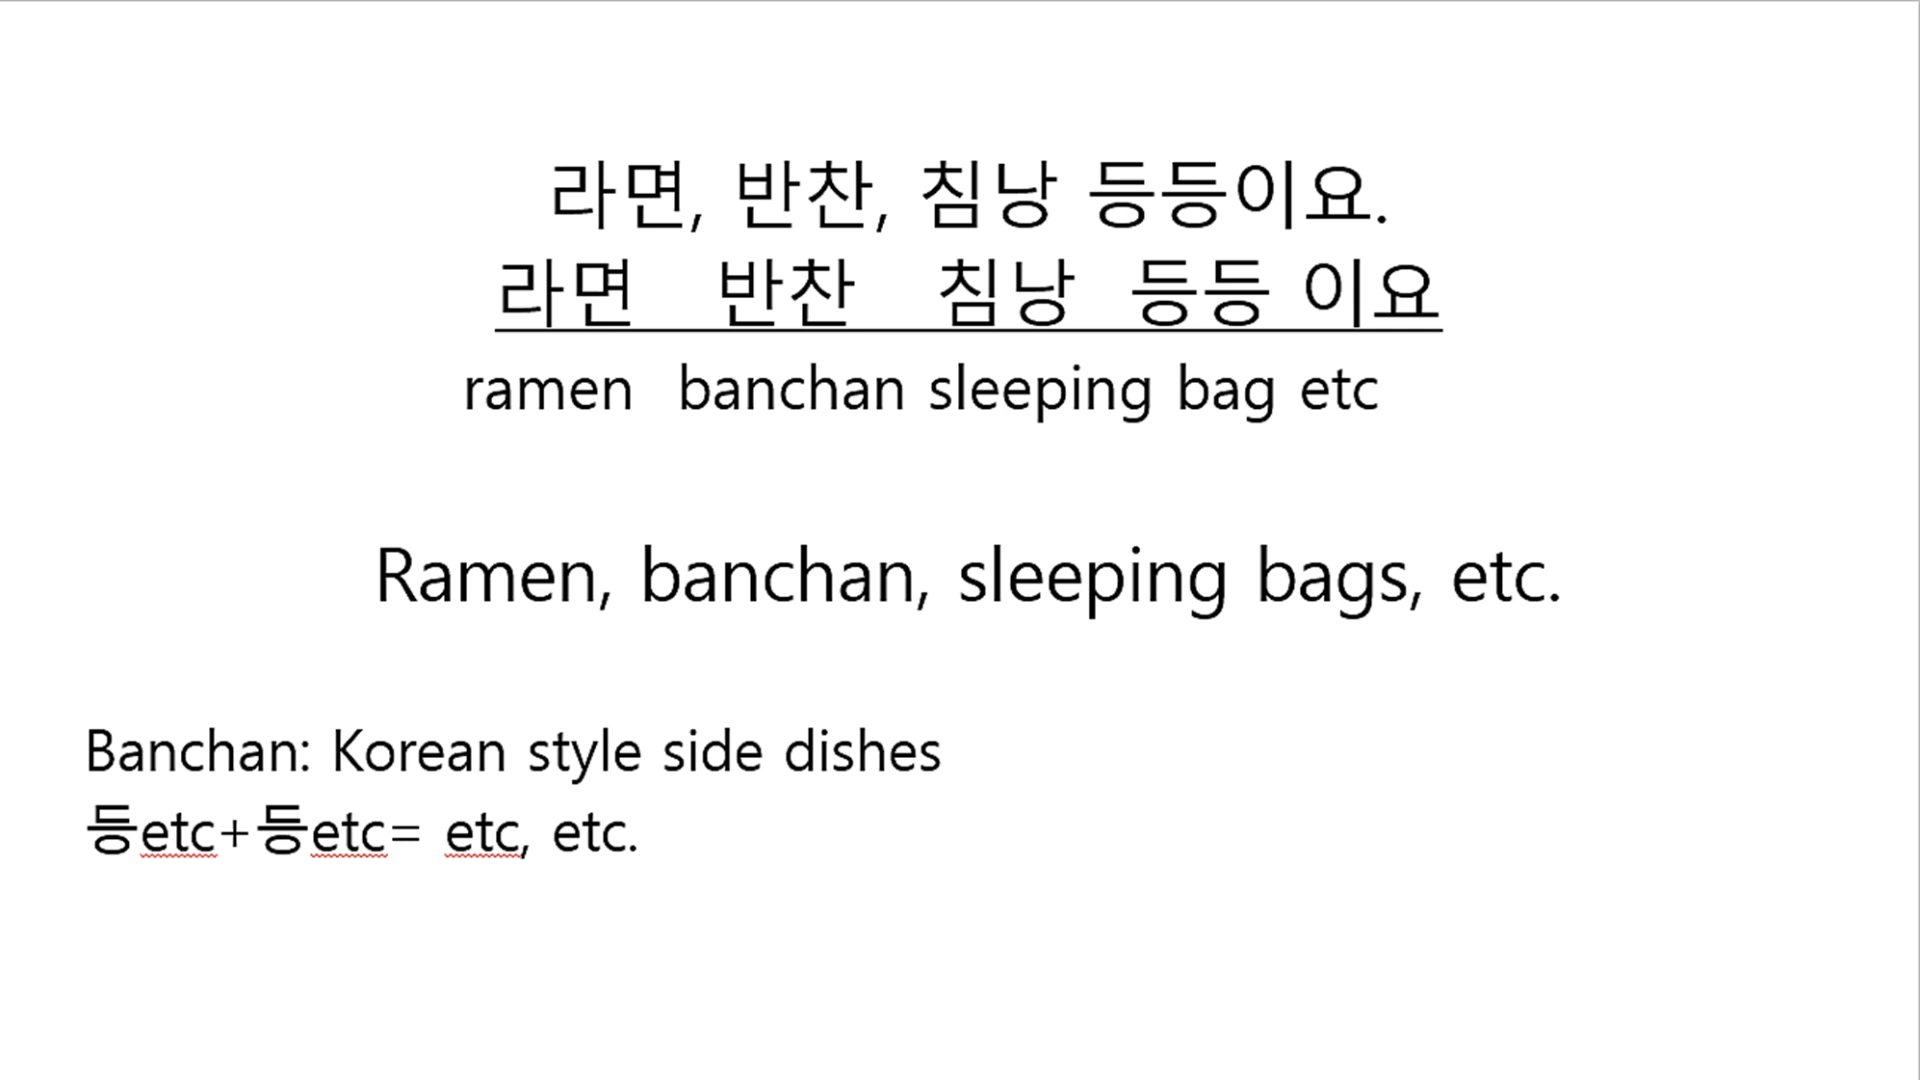 라면, 반찬, 침낭 등등이요.
라면 반찬 침낭 등등 이요
ramen banchan sleeping bag etc
Ramen, banchan, sleeping bags, etc.
Banchan: Korean style side dishes
등etc+등etc= etc, etc.